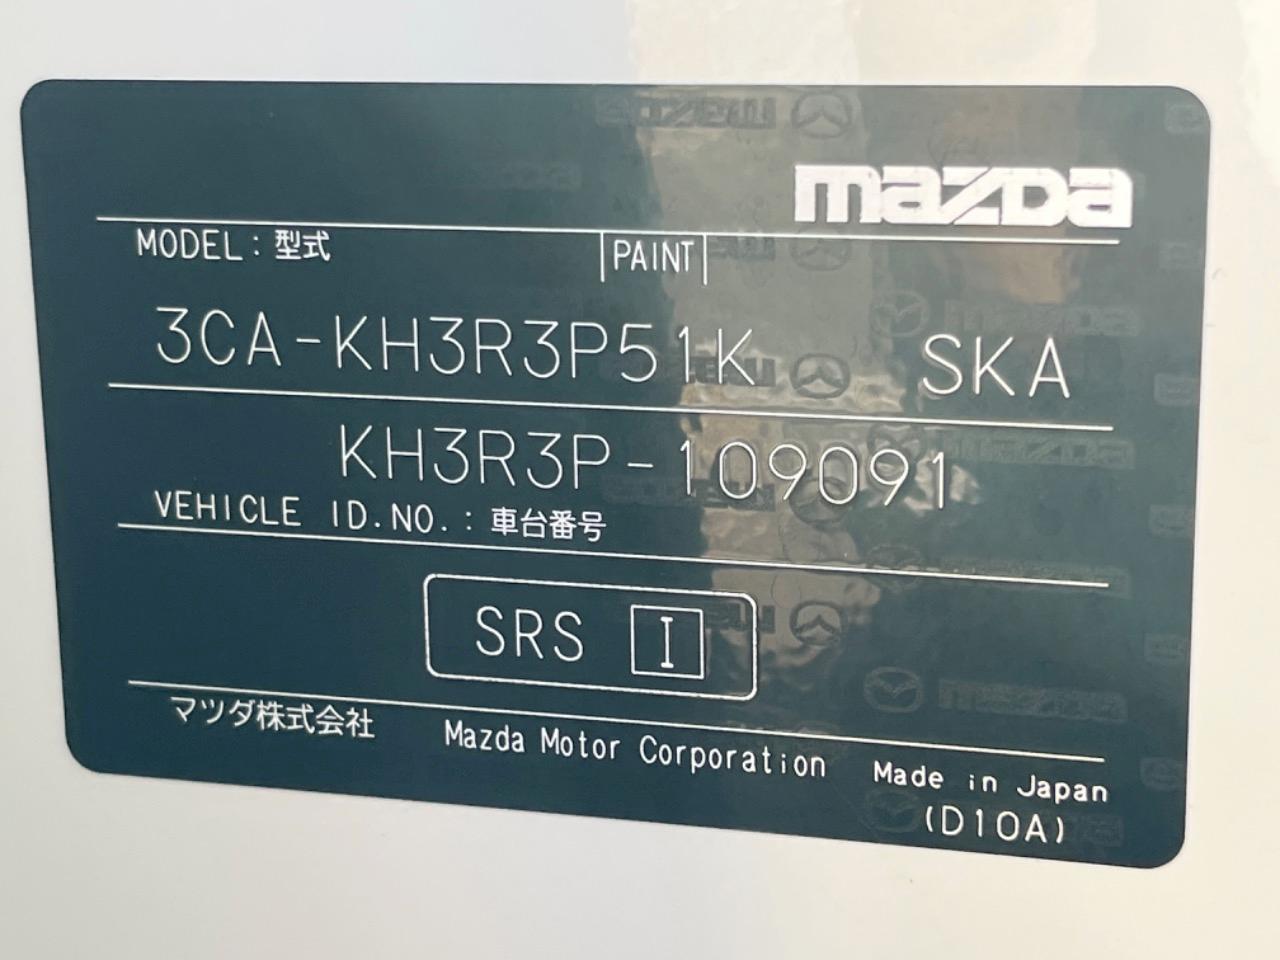 mazda
MODEL : 型式 PAINT
3CA-KH3R3P51K SKA
KH3R3P-109091
VEHICLE ID.NO. : 車台番号
SRS I
マツダ株式会社 Mazda Motor Corporation Made in Japan
(D10A)